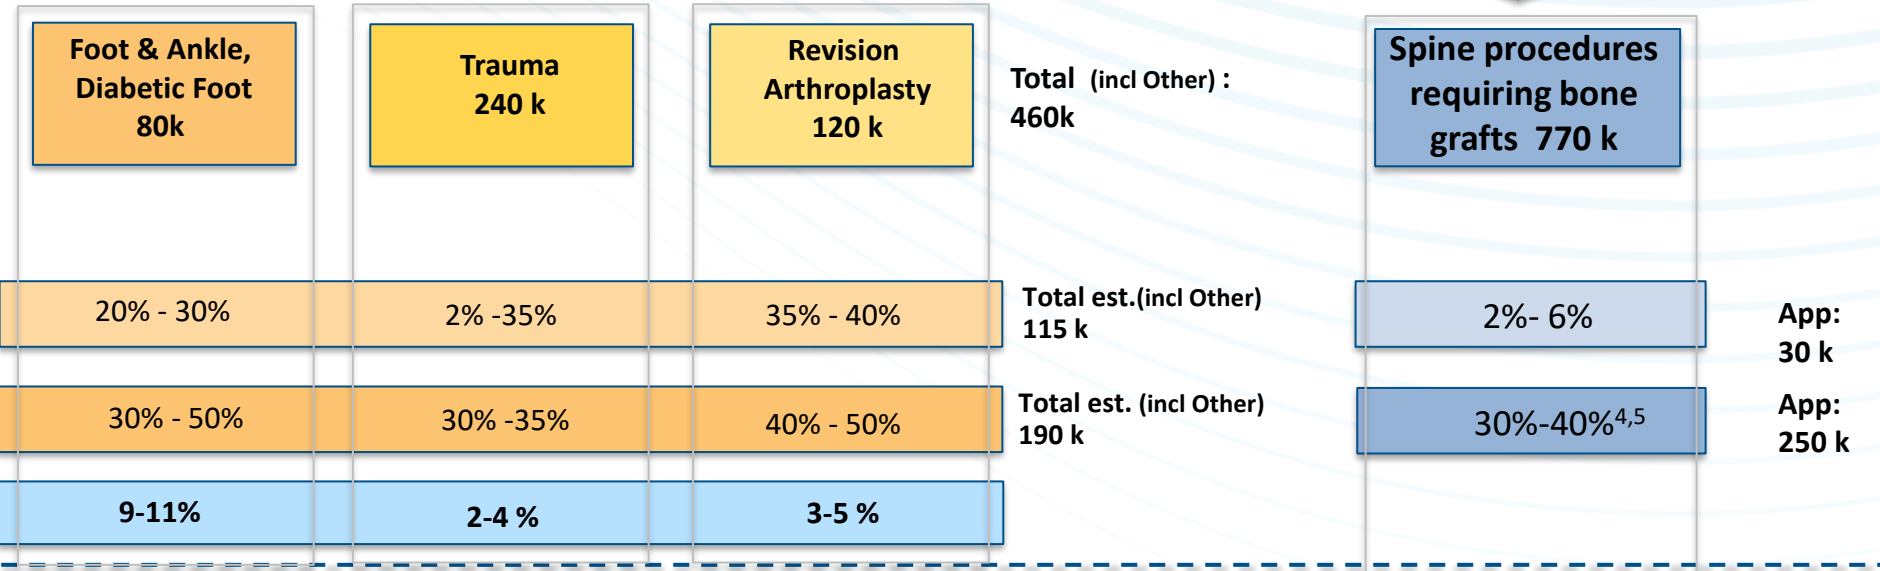 Foot & Ankle,
Diabetic Foot
80k
Trauma
240 k
Revision
Arthroplasty
120 k
Total (incl Other) :
460k
Spine procedures
requiring bone
grafts 770 k
20% - 30%
2% -35%
35% - 40%
Total est.(incl Other)
115 k
2%- 6%
App:
30 k
30% - 50%
30% -35%
40% - 50%
Total est. (incl Other)
190 k
30%-40%4,5
App:
250 k
9-11%
2-4 %
3-5 %